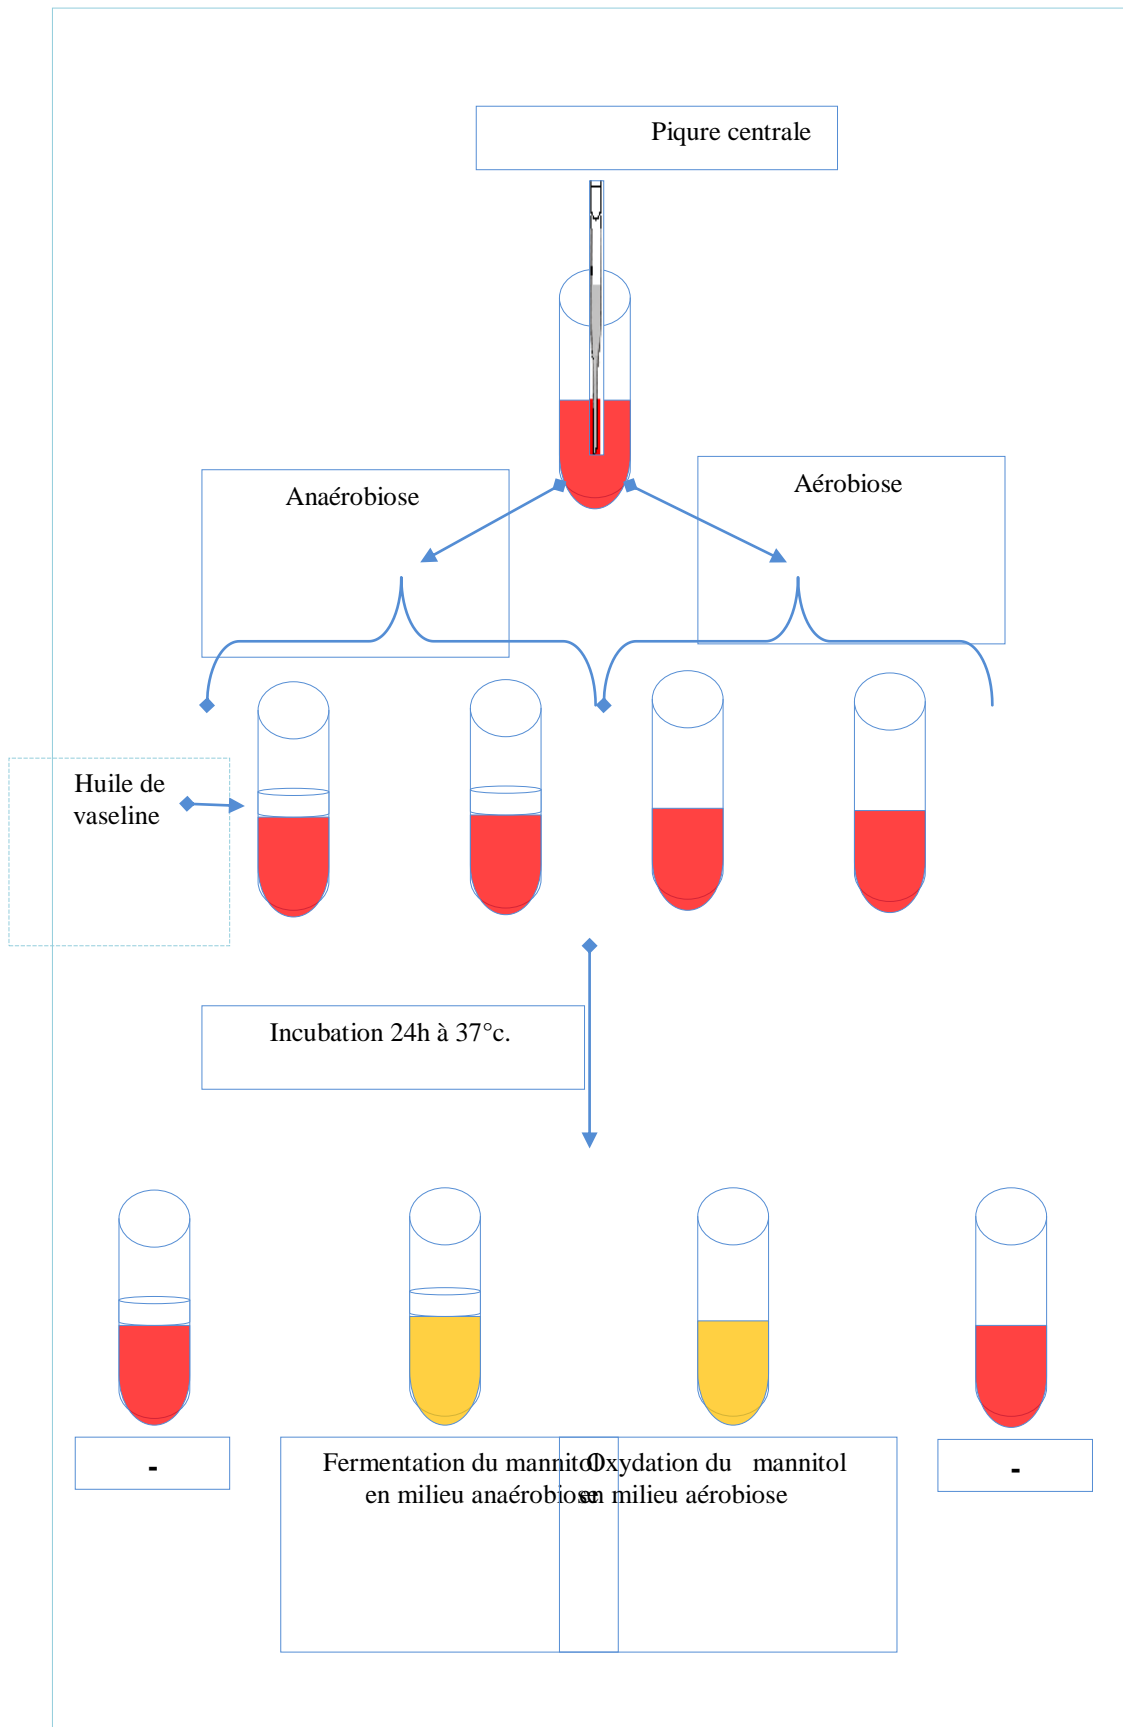 Piqure centrale
Anaérobiose
Aérobiose
Huile de
vaseline
Incubation 24h à 37°c.
-
Fermentation du mannitol
en milieu anaérobiose
Oxydation du mannitol
en milieu aérobiose
-